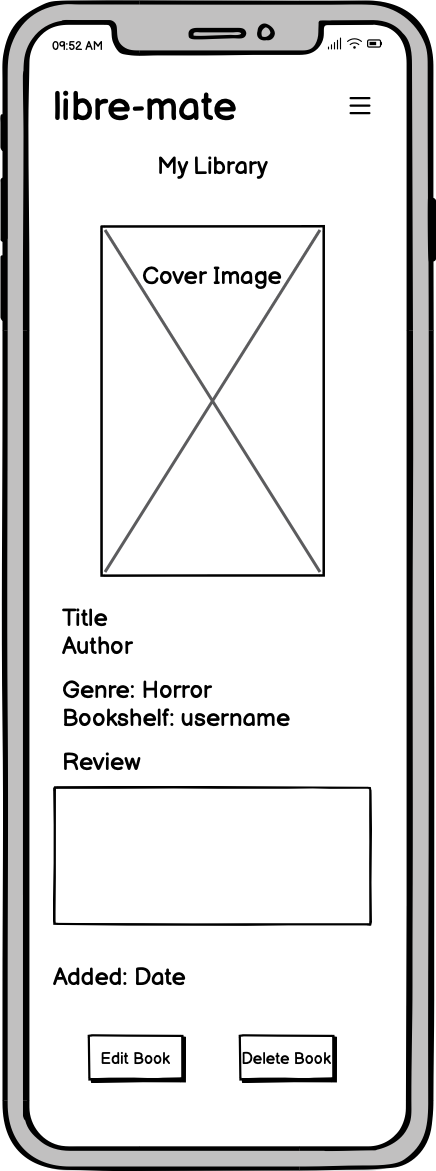 09:52 AM
libre-mate
My Library
Cover Image
Title
Author
Genre: Horror
Bookshelf: username
Review
Added: Date
Edit Book
Delete Book